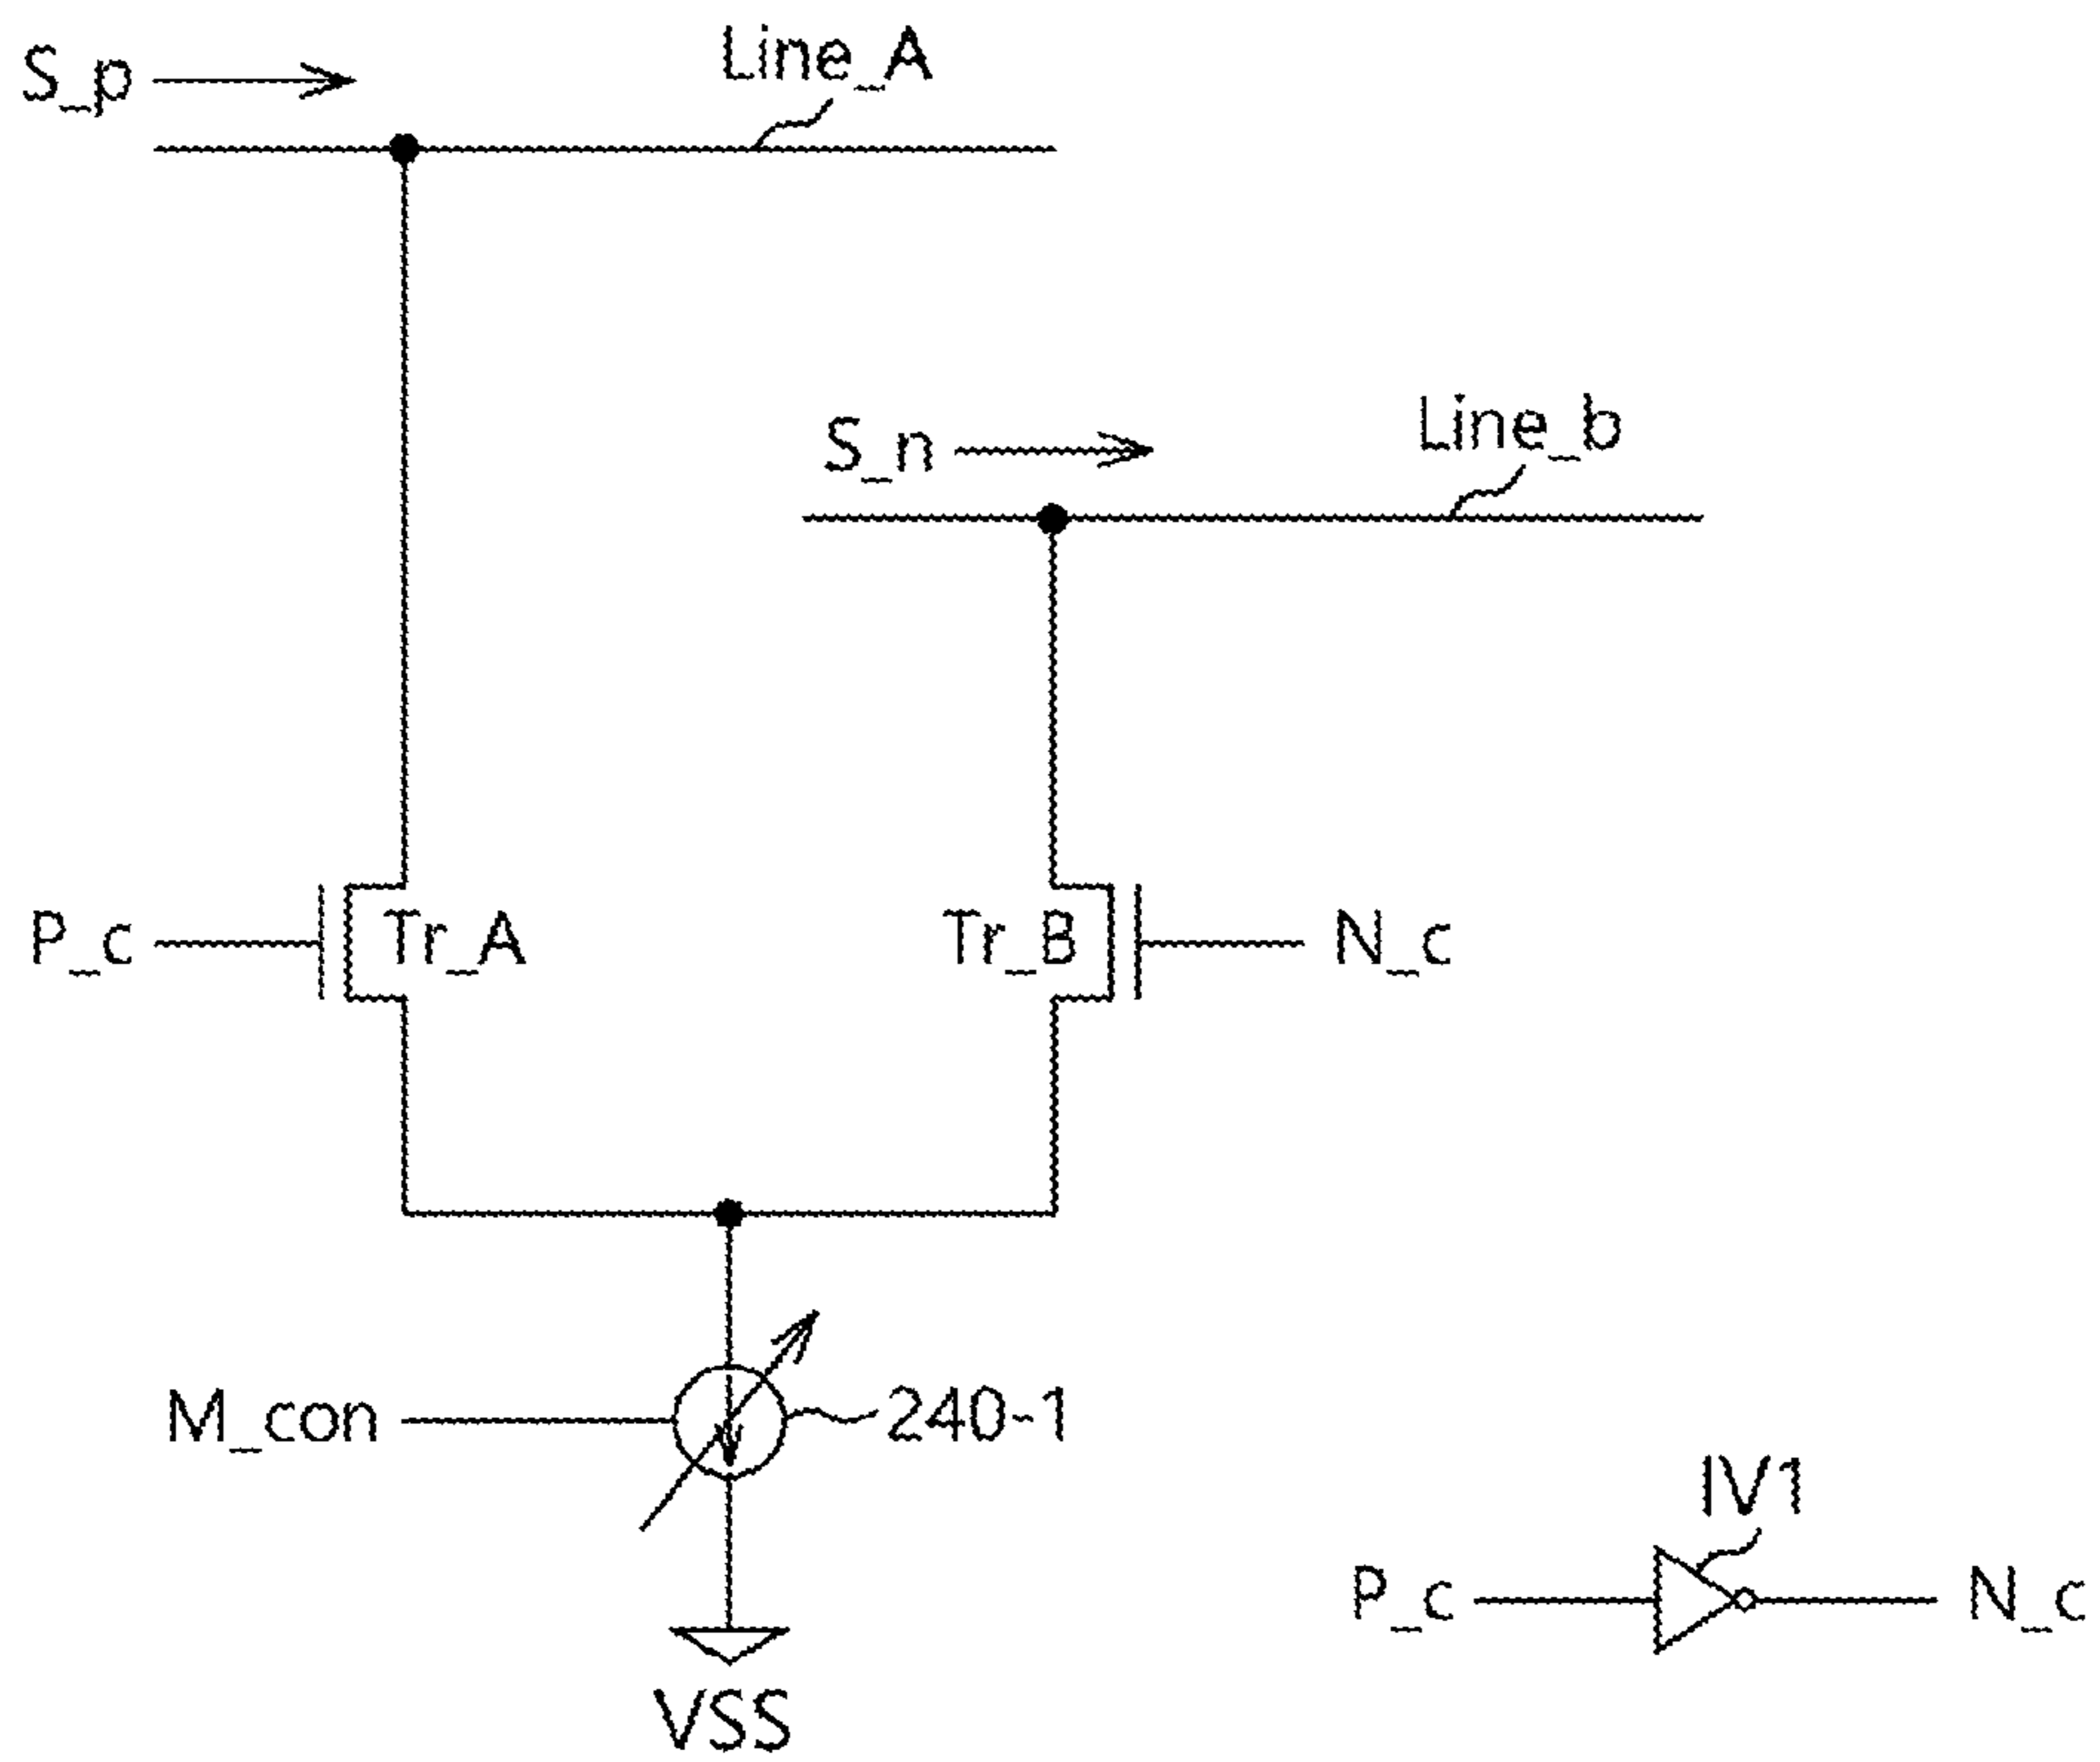 S_p
Line_A
S_n
Line_b
P_c
Tr_A
Tr_B
N_c
M_con
240-1
IV1
P_c
N_c
VSS